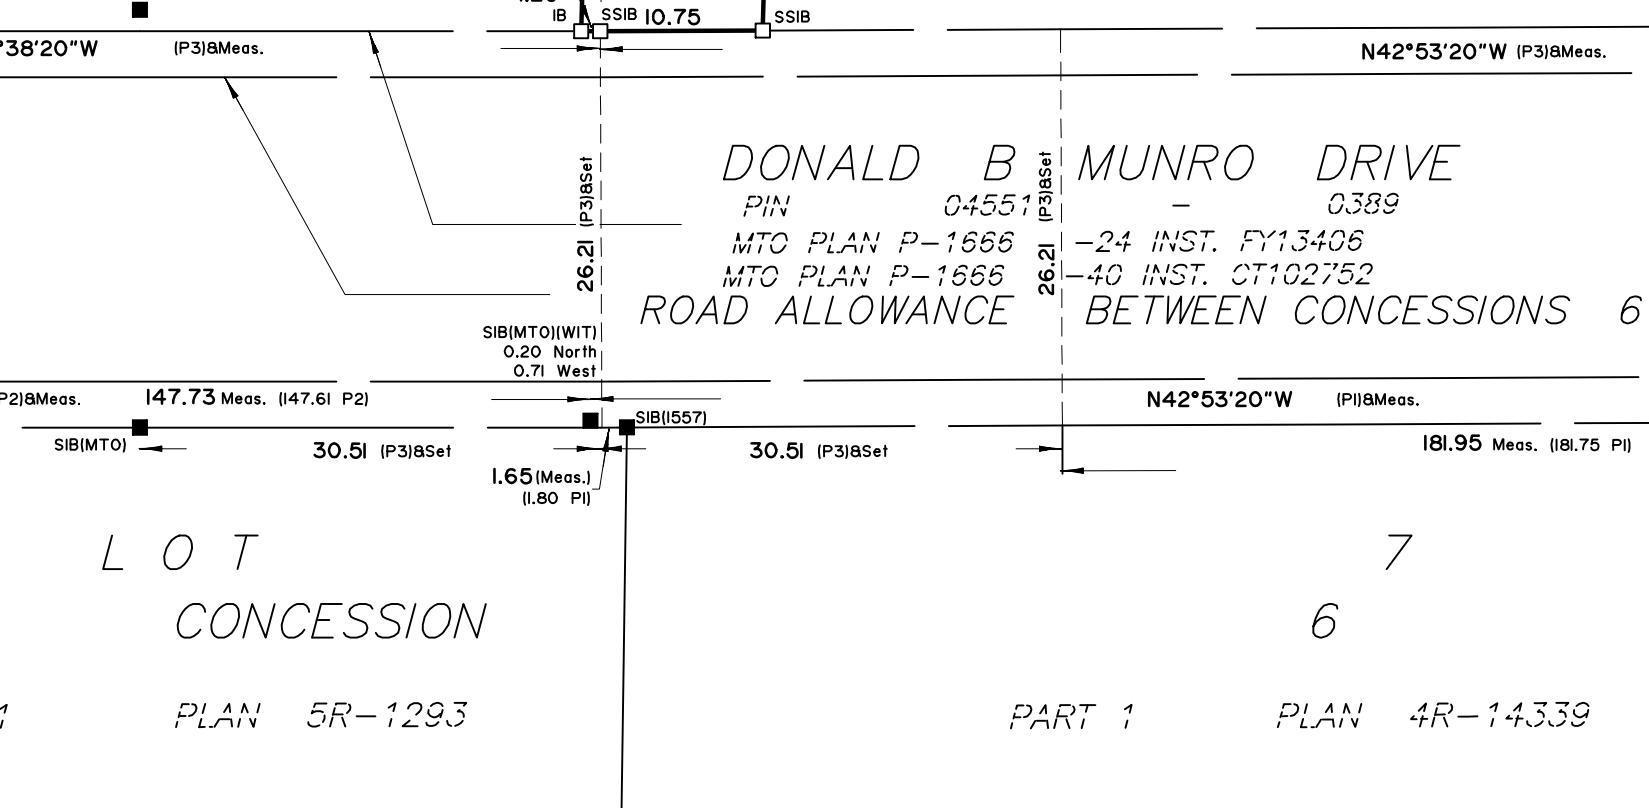 IB
SSIB 10.75
SSIB
°38'20"W (P3)&Meas.
N42°53'20"W (P3)&Meas.
DONALD B MUNRO DRIVE
PIN 04551 - 0389
MTO PLAN P-1666 -24 INST. FY13406
MTO PLAN P-1666 -40 INST. CT102752
ROAD ALLOWANCE BETWEEN CONCESSIONS 6
26.21 (P3)&Set
26.21 (P3)&Set
SIB(MTO)(WIT)
0.20 North
0.71 West
P2)&Meas. 147.73 Meas. (147.61 P2)
N42°53'20"W (P1)&Meas.
SIB(1557)
SIB(MTO)
30.51 (P3)&Set
30.51 (P3)&Set
181.95 Meas. (181.75 P1)
1.65(Meas.)
(1.80 P1)
LOT 7
CONCESSION 6
1 PLAN 5R-1293
PART 1 PLAN 4R-14339